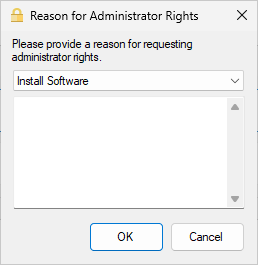 Reason for Administrator Rights
Please provide a reason for requesting
administrator rights.
Install Software
OK
Cancel